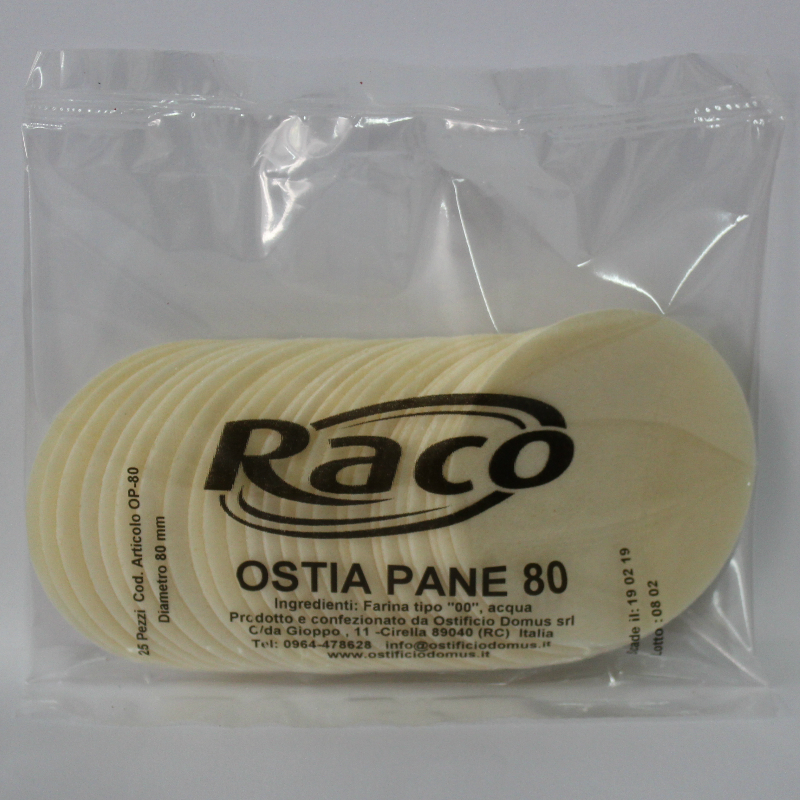 Raco
OSTIA PANE 80
Ingredienti: Farina tipo "00", acqua
Prodotto e confezionato da Ostificio Domus srl
C/da Gioppo , 11 -Cirella 89040 (RC) Italia
Tel: 0964-478628 info@ostificiodomus.it
www.ostificiodomus.it
25 Pezzi Cod. Articolo OP-80
Diametro 80 mm
il: 19 02 19
: 08 02